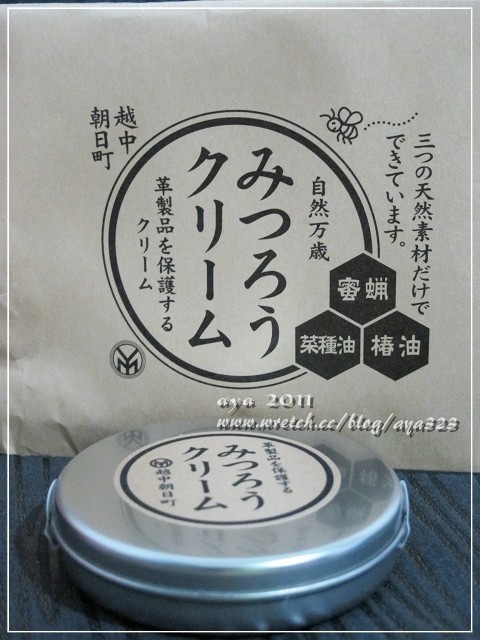 三つの天然素材だけで
できています。
越中
朝日町
自然万歳
みつろう
クリーム
革製品を保護する
クリーム
蜜蝋
菜種油
椿油
aya 2011
www.wretch.cc/blog/aya323
革製品を保護する
みつろう
クリーム
越中朝日町